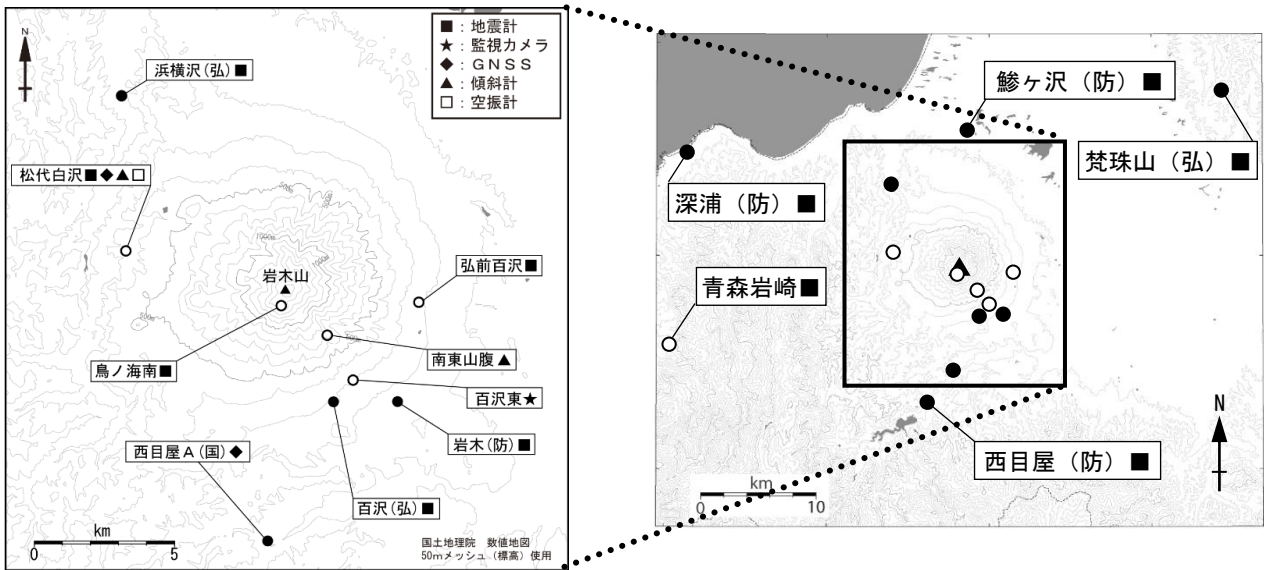 N
■：地震計
★：監視カメラ
◆：ＧＮＳＳ
▲：傾斜計
□：空振計
浜横沢(弘)■
松代白沢■◆▲□
500m
1000m
1000m
岩木山
弘前百沢■
500m
鳥ノ海南■
南東山腹▲
百沢東★
岩木(防)■
西目屋Ａ(国)◆
百沢(弘)■
km
0 5
国土地理院 数値地図
50mメッシュ（標高）使用
鰺ヶ沢（防）■
梵珠山（弘）■
深浦（防）■
青森岩崎■
西目屋（防）■
km
0 10
N